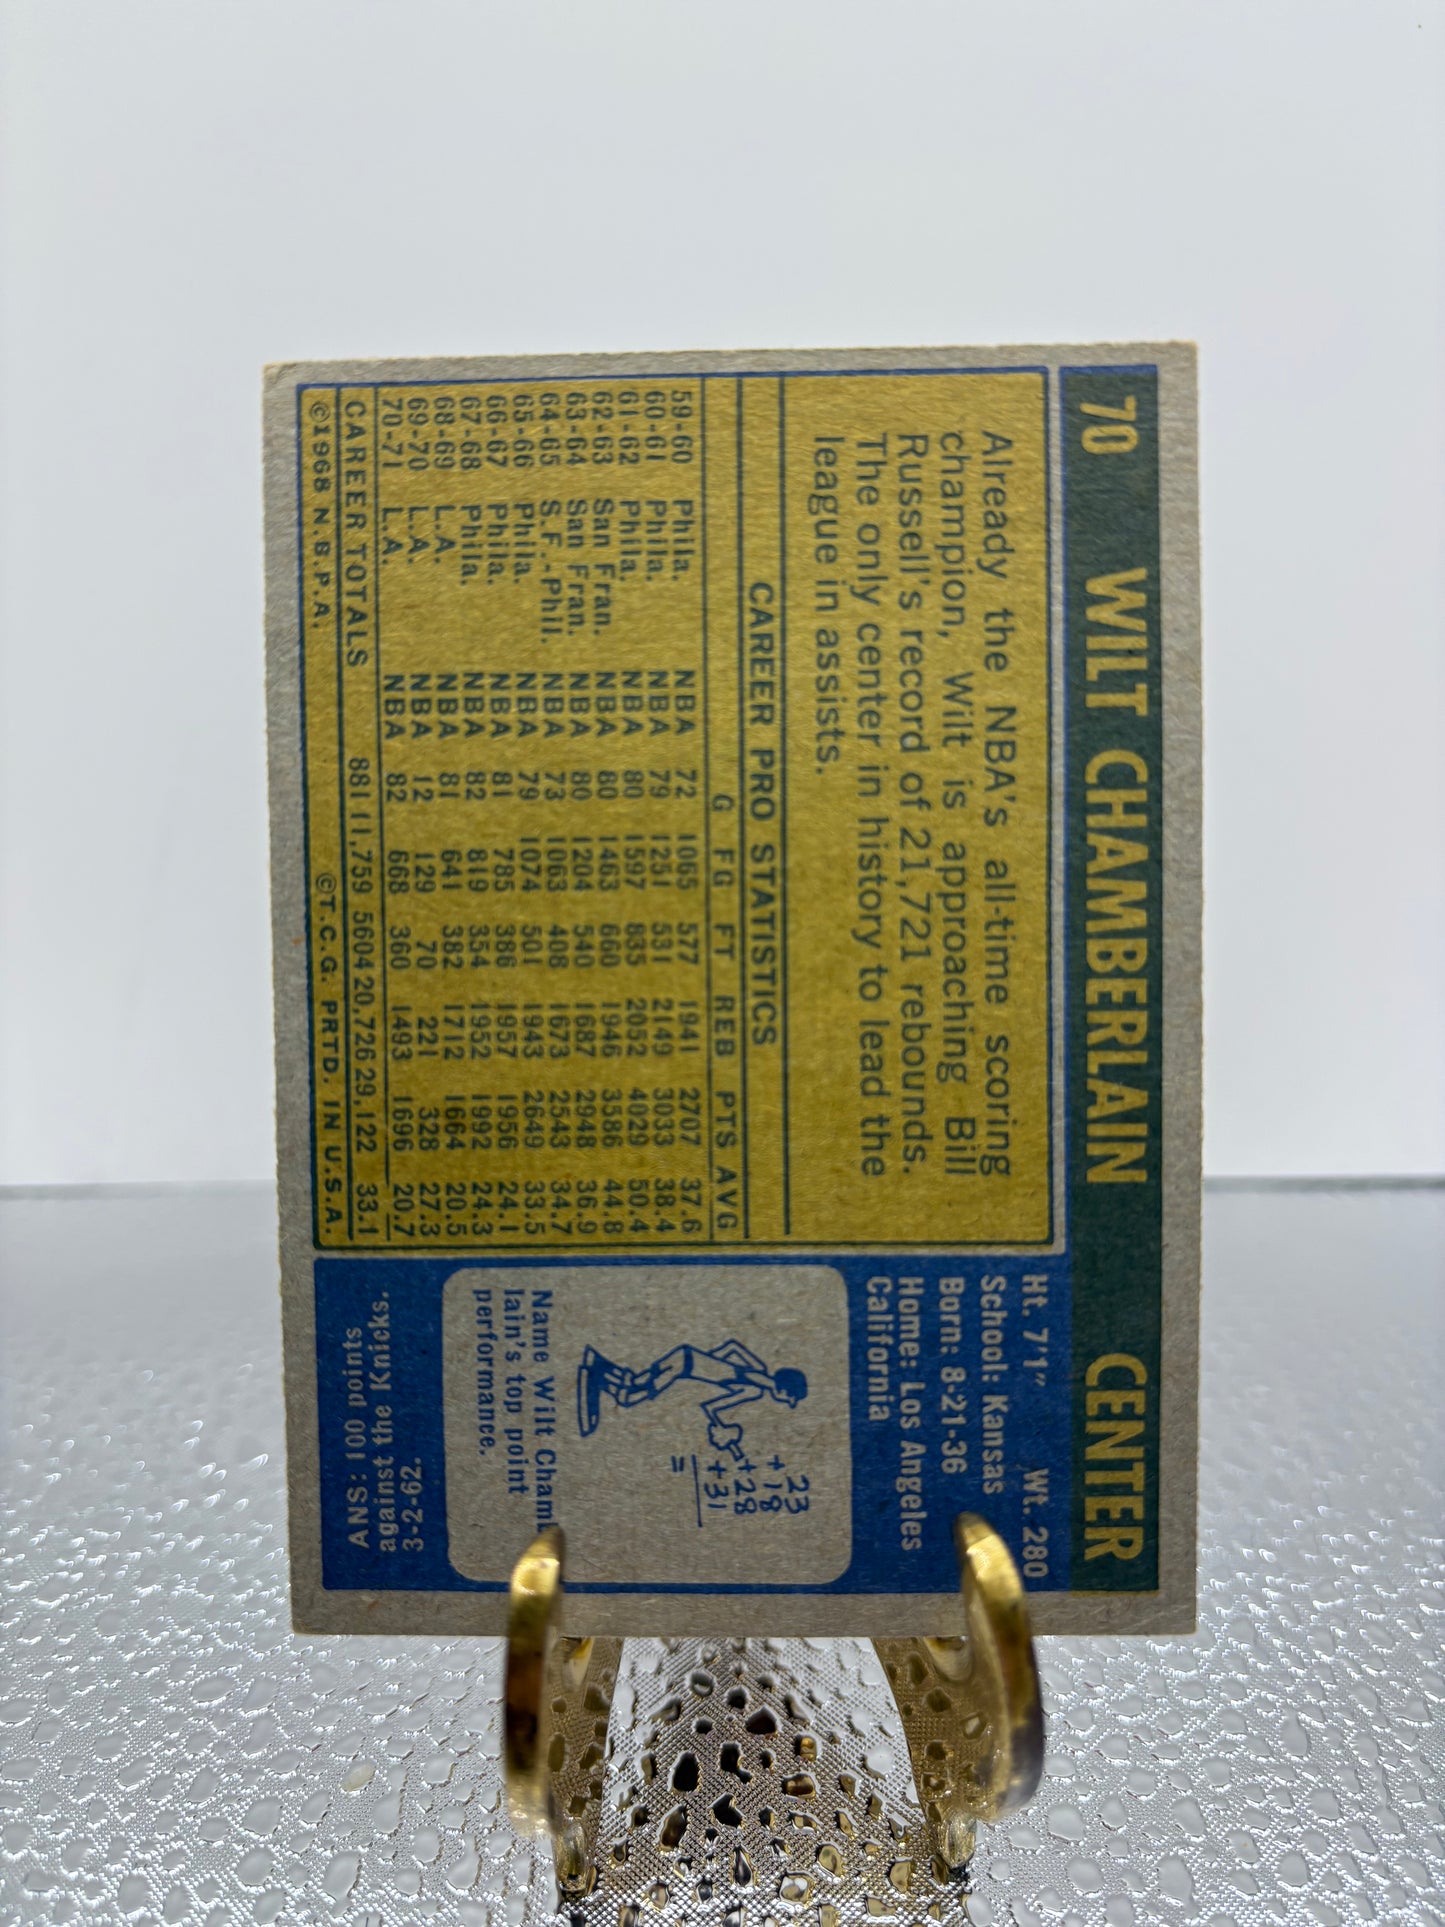 70 WILT CHAMBERLAIN CENTER
Already the NBA's all-time scoring
champion, Wilt is approaching Bill
Russell's record of 21,721 rebounds.
The only center in history to lead the
league in assists.
CAREER PRO STATISTICS
G FG FT REB PTS AVG
59-60 Phila. NBA 72 1065 577 1941 2707 37.6
60-61 Phila. NBA 79 1251 531 2149 3033 38.4
61-62 Phila. NBA 80 1597 835 2052 4029 50.4
62-63 San Fran. NBA 80 1463 660 1946 3586 44.8
63-64 San Fran. NBA 80 1204 540 1687 2948 36.9
64-65 S.F.-Phil. NBA 73 1063 408 1673 2543 34.7
65-66 Phila. NBA 79 1074 501 1943 2649 33.5
66-67 Phila. NBA 81 785 386 1957 1956 24.1
67-68 Phila. NBA 82 819 354 1952 1992 24.3
68-69 L.A. NBA 81 641 382 1712 1664 20.5
69-70 L.A. NBA 12 129 70 221 328 27.3
70-71 L.A. NBA 82 668 360 1493 1696 20.7
CAREER TOTALS 881 11,759 5604 20,726 29,122 33.1
©1968 N.B.P.A. ©T.C.G. PRTD. IN U.S.A.
Ht. 7'1" Wt. 280
School: Kansas
Born: 8-21-36
Home: Los Angeles
California
23
+18
+28
+31
=
Name Wilt Chamb
lain's top point
performance.
ANS: 100 points
against the Knicks.
3-2-62.